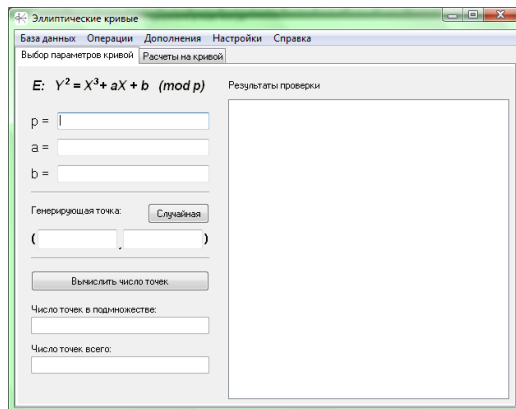 Эллиптические кривые
База данных Операции Дополнения Настройки Справка
Выбор параметров кривой Расчеты на кривой
E: Y² = X³+ aX + b (mod p)
Результаты проверки
p =
a =
b =
Генерирующая точка:
Случайная
( , )
Вычислить число точек
Число точек в подмножестве:
Число точек всего: